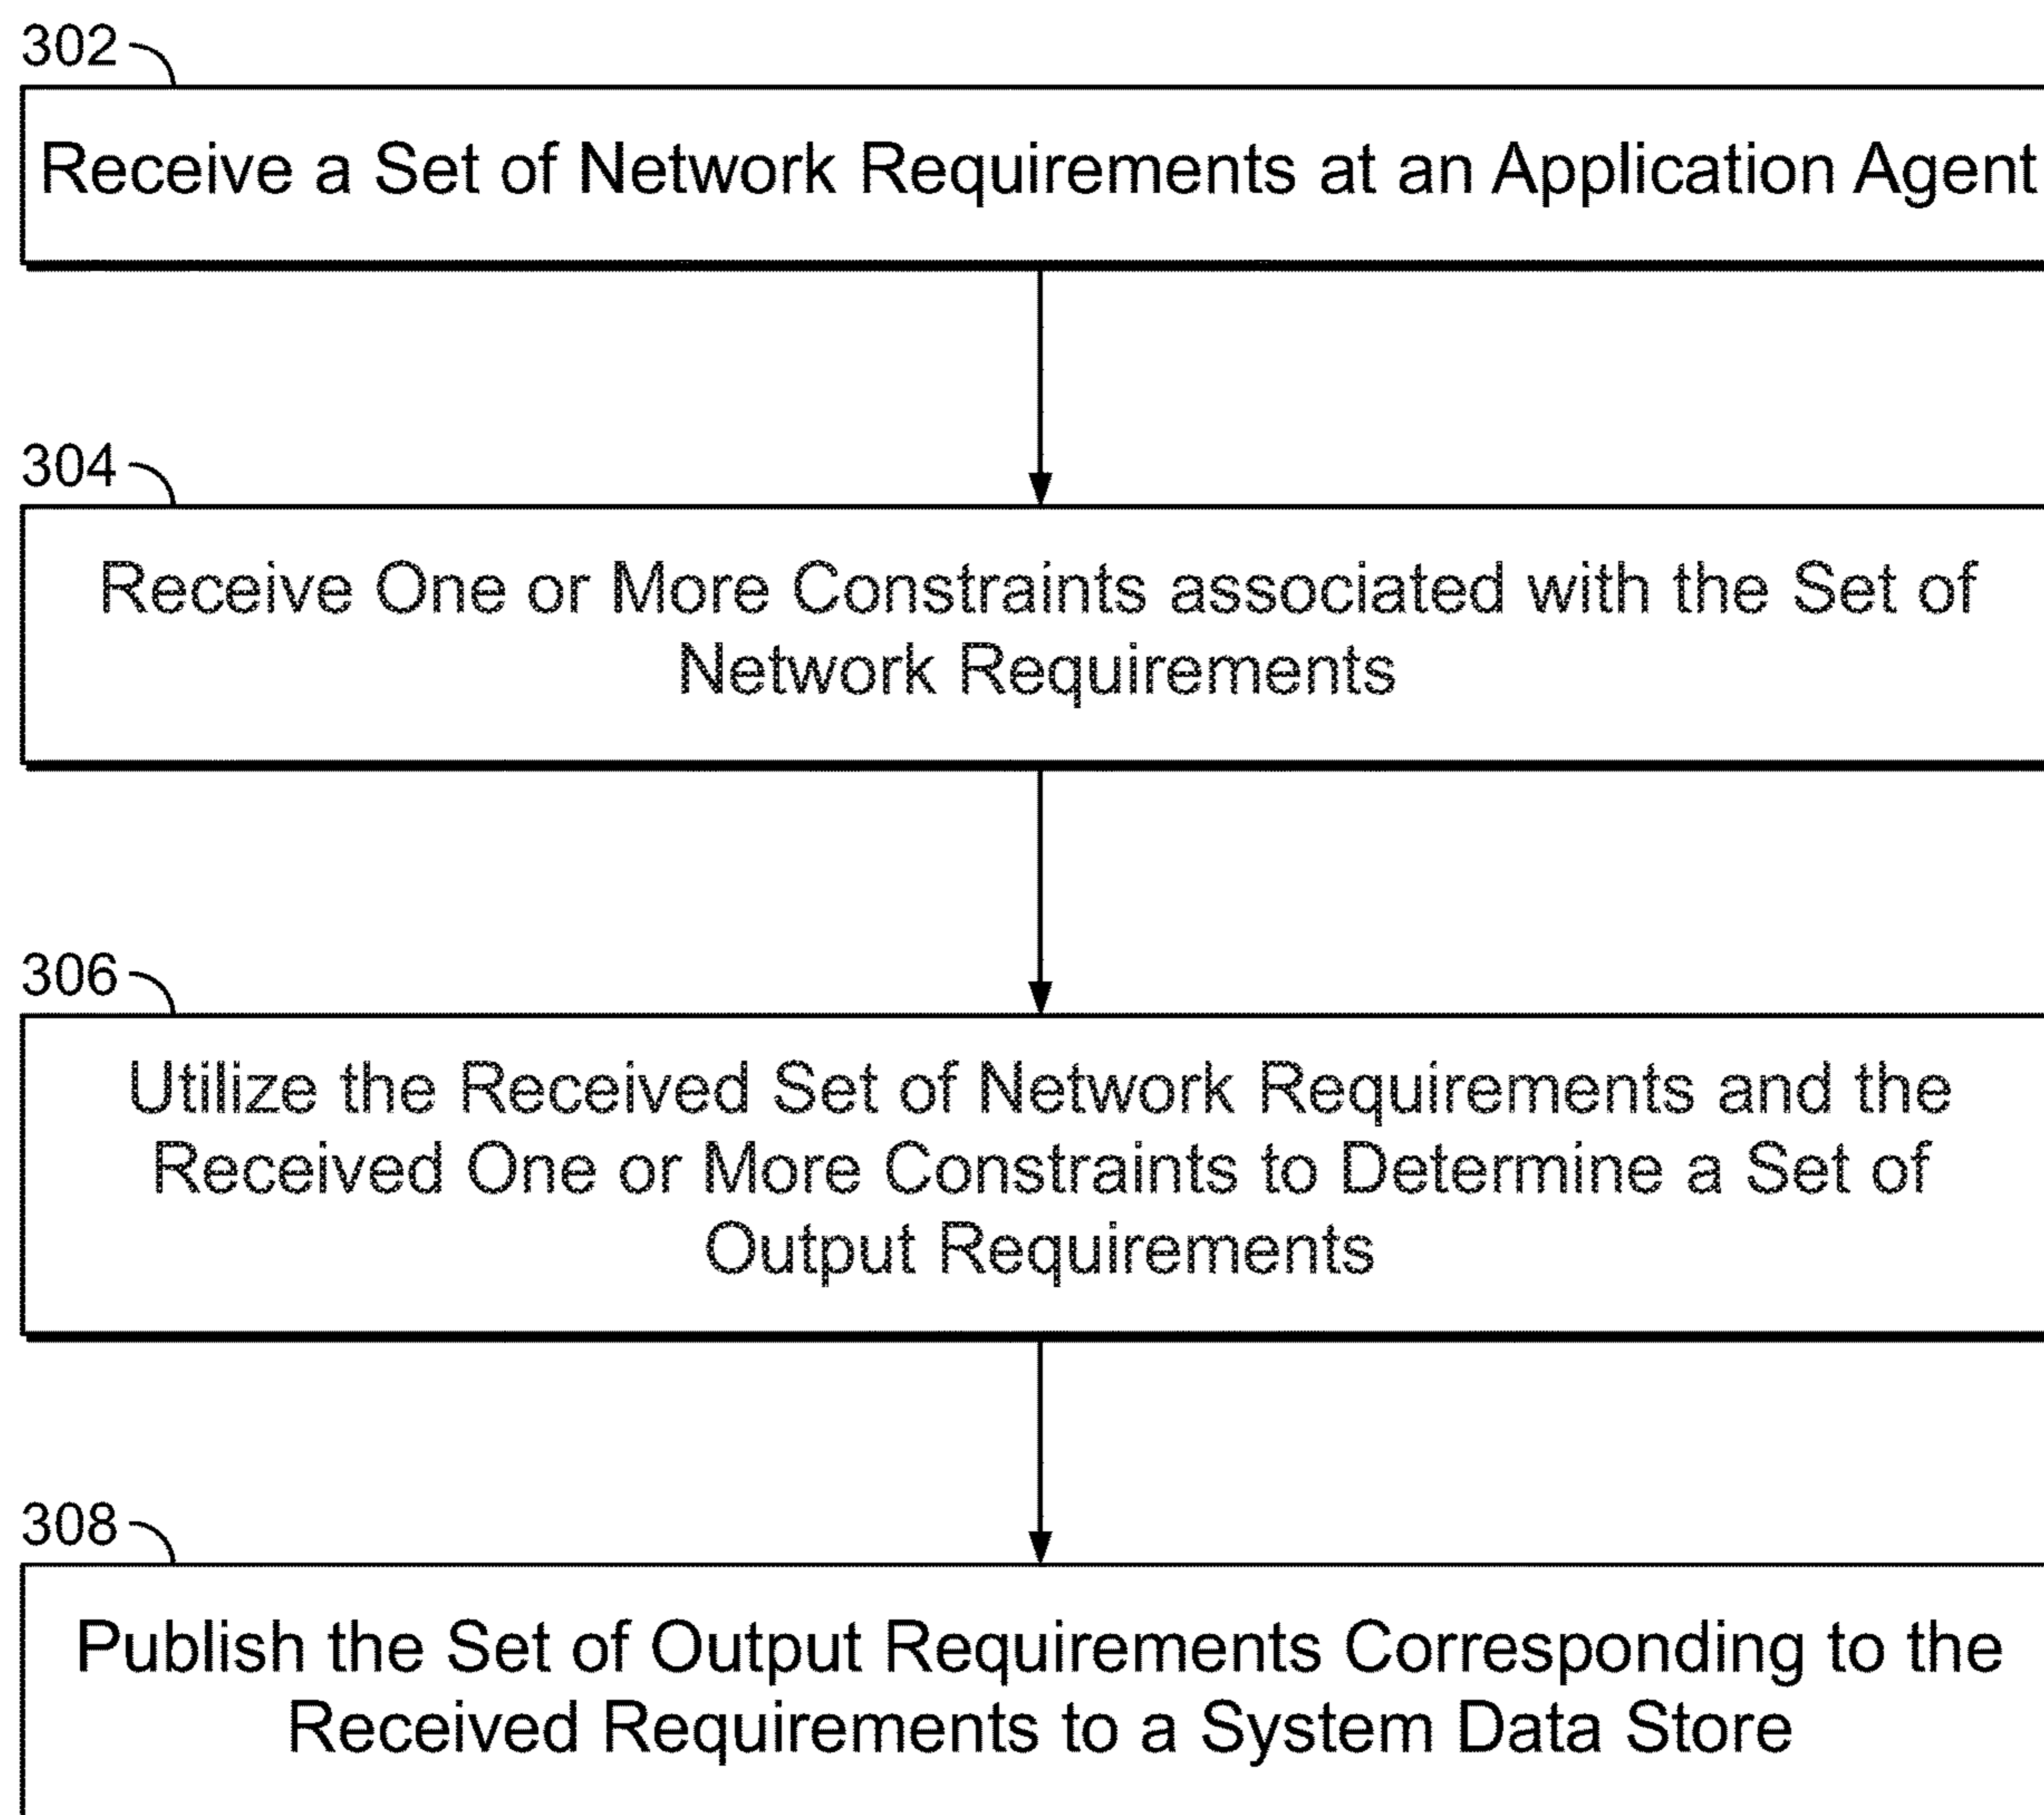 302
Receive a Set of Network Requirements at an Application Agent
304
Receive One or More Constraints associated with the Set of
Network Requirements
306
Utilize the Received Set of Network Requirements and the
Received One or More Constraints to Determine a Set of
Output Requirements
308
Publish the Set of Output Requirements Corresponding to the
Received Requirements to a System Data Store